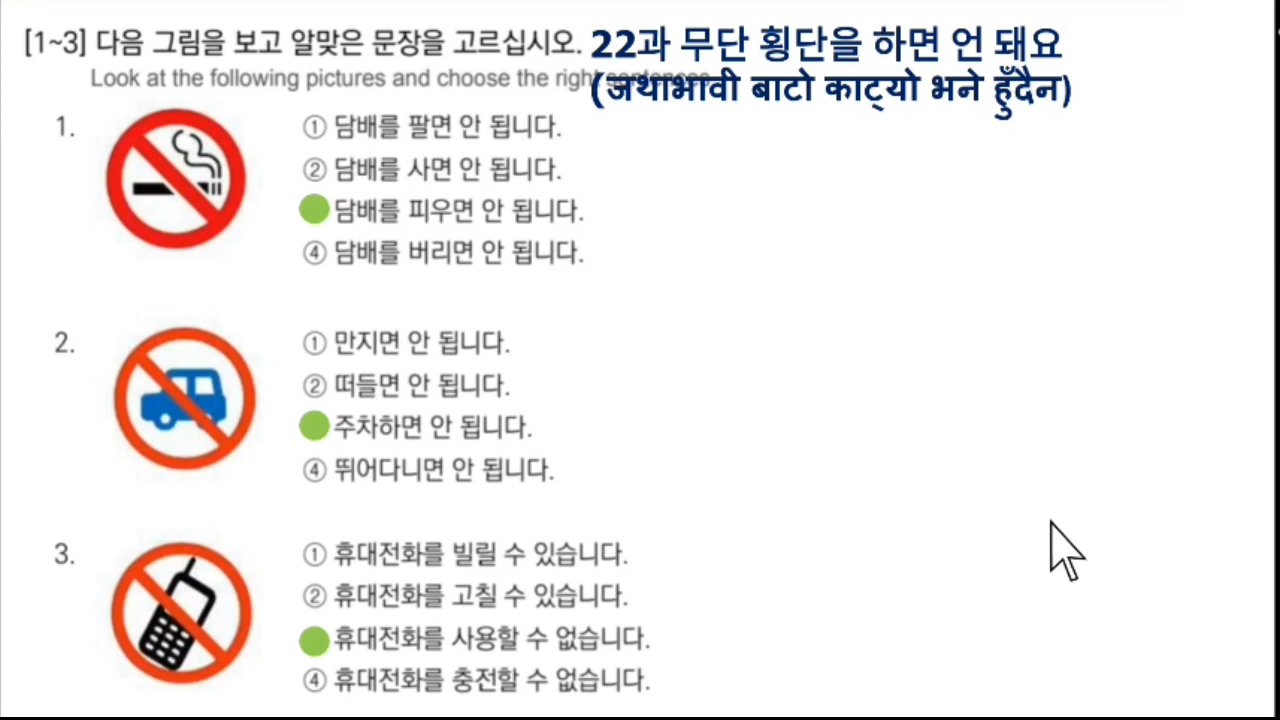 [1~3] 다음 그림을 보고 알맞은 문장을 고르십시오.
22과 무단 횡단을 하면 언 돼요
Look at the following pictures and choose the right sentences.
(जथाभावी बाटो काट्यो भने हुँदैन)
1.
① 담배를 팔면 안 됩니다.
② 담배를 사면 안 됩니다.
담배를 피우면 안 됩니다.
④ 담배를 버리면 안 됩니다.
2.
① 만지면 안 됩니다.
② 떠들면 안 됩니다.
주차하면 안 됩니다.
④ 뛰어다니면 안 됩니다.
3.
① 휴대전화를 빌릴 수 있습니다.
② 휴대전화를 고칠 수 있습니다.
휴대전화를 사용할 수 없습니다.
④ 휴대전화를 충전할 수 없습니다.